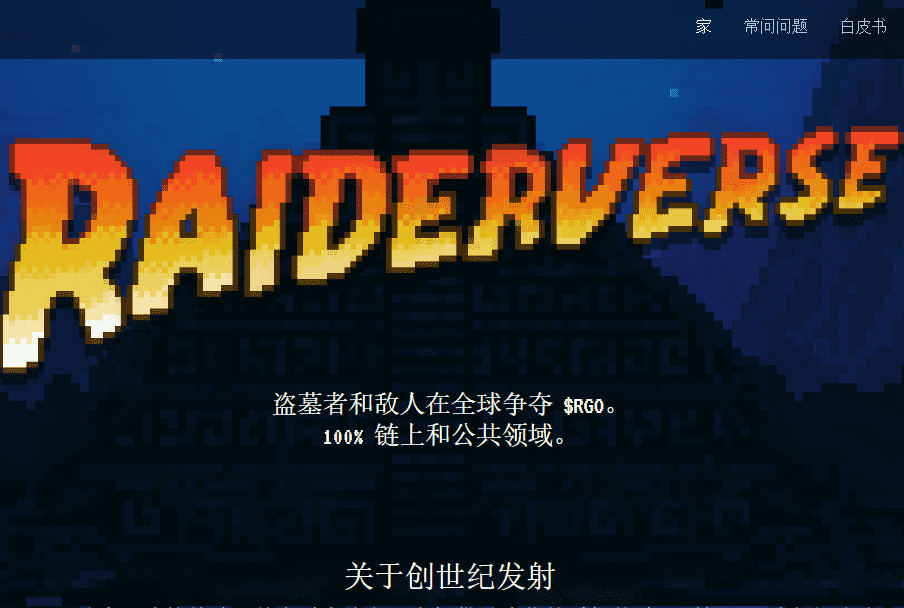 家 常问问题 白皮书
RAIDERVERSE
盗墓者和敌人在全球争夺 $RGO。
100% 链上和公共领域。
关于创世纪发射